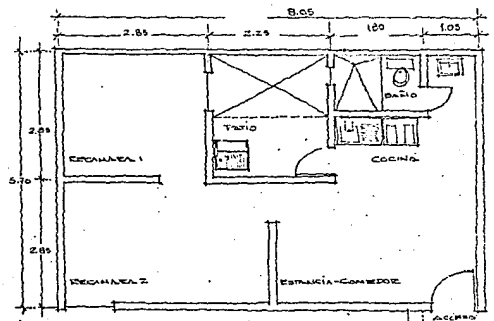 8.05
2.85 2.25 1.80 1.05
BAÑO
2.85
PATIO
COCINA
RECAMARA 1
5.70
2.85
RECAMARA 2
ESTANCIA-COMEDOR
ACCESO